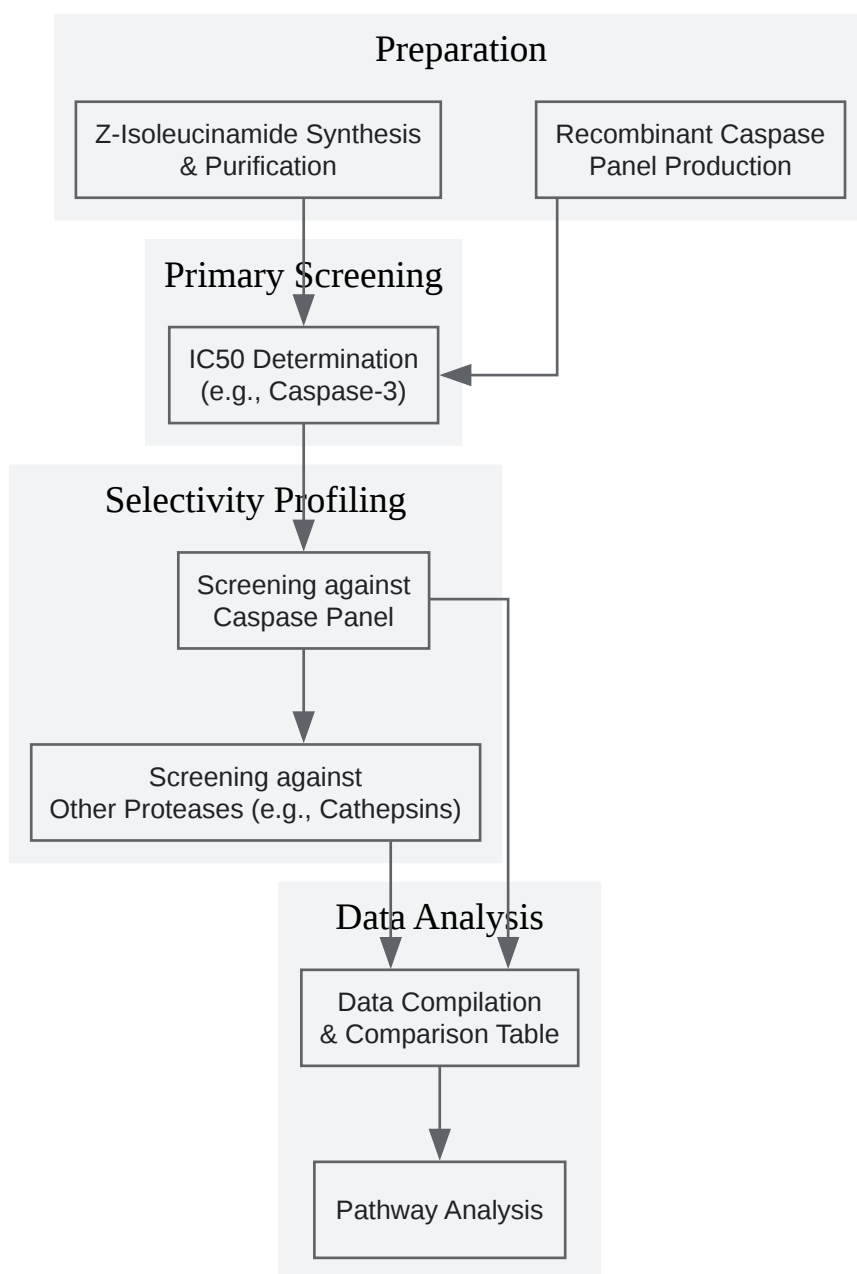 Preparation
Z-Isoleucinamide Synthesis
& Purification
Recombinant Caspase
Panel Production
Primary Screening
IC50 Determination
(e.g., Caspase-3)
Selectivity Profiling
Screening against
Caspase Panel
Screening against
Other Proteases (e.g., Cathepsins)
Data Analysis
Data Compilation
& Comparison Table
Pathway Analysis